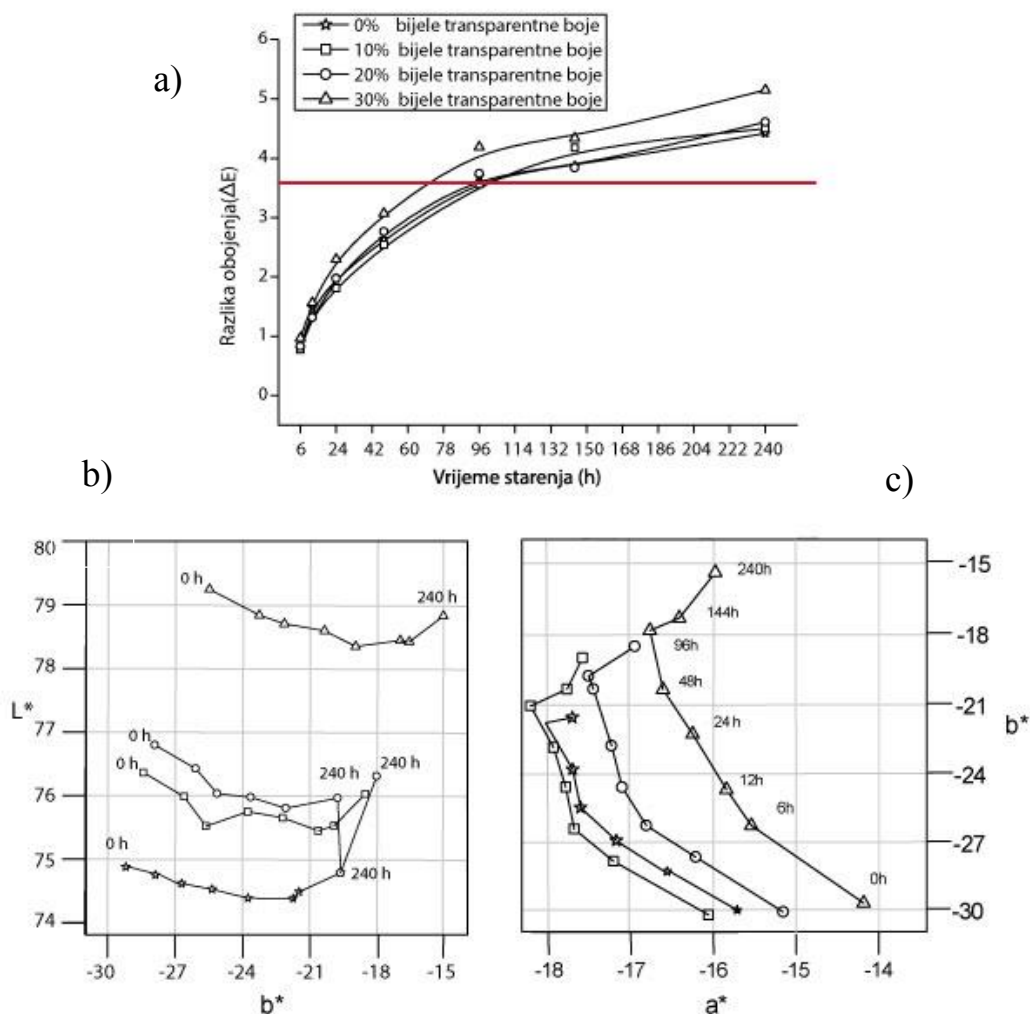 a)
0% bijele transparentne boje
10% bijele transparentne boje
20% bijele transparentne boje
30% bijele transparentne boje
6
5
4
3
2
1
0
Razlika obojenja(ΔE)
6 24 42 60 78 96 114 132 150 168 186 204 222 240
Vrijeme starenja (h)
b)
80
79
78
77
76
75
74
L*
0 h
240 h
0 h
0 h
240 h
240 h
0 h
240 h
-30 -27 -24 -21 -18 -15
b*
c)
240h
144h
96h
48h
24h
12h
6h
0h
-15
-18
-21
-24
-27
-30
b*
-18 -17 -16 -15 -14
a*